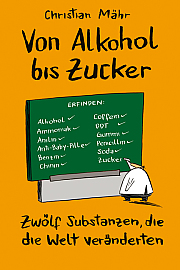 Christian Mähr
Von Alkohol
bis Zucker
ERFINDEN:
Alkohol
Ammoniak
Anilin
Anti-Baby-Pille
Benzin
Chinin
Coffein
DDT
Gummi
Penicillin
Soda
Zucker
Zwölf Substanzen, die
die Welt veränderten